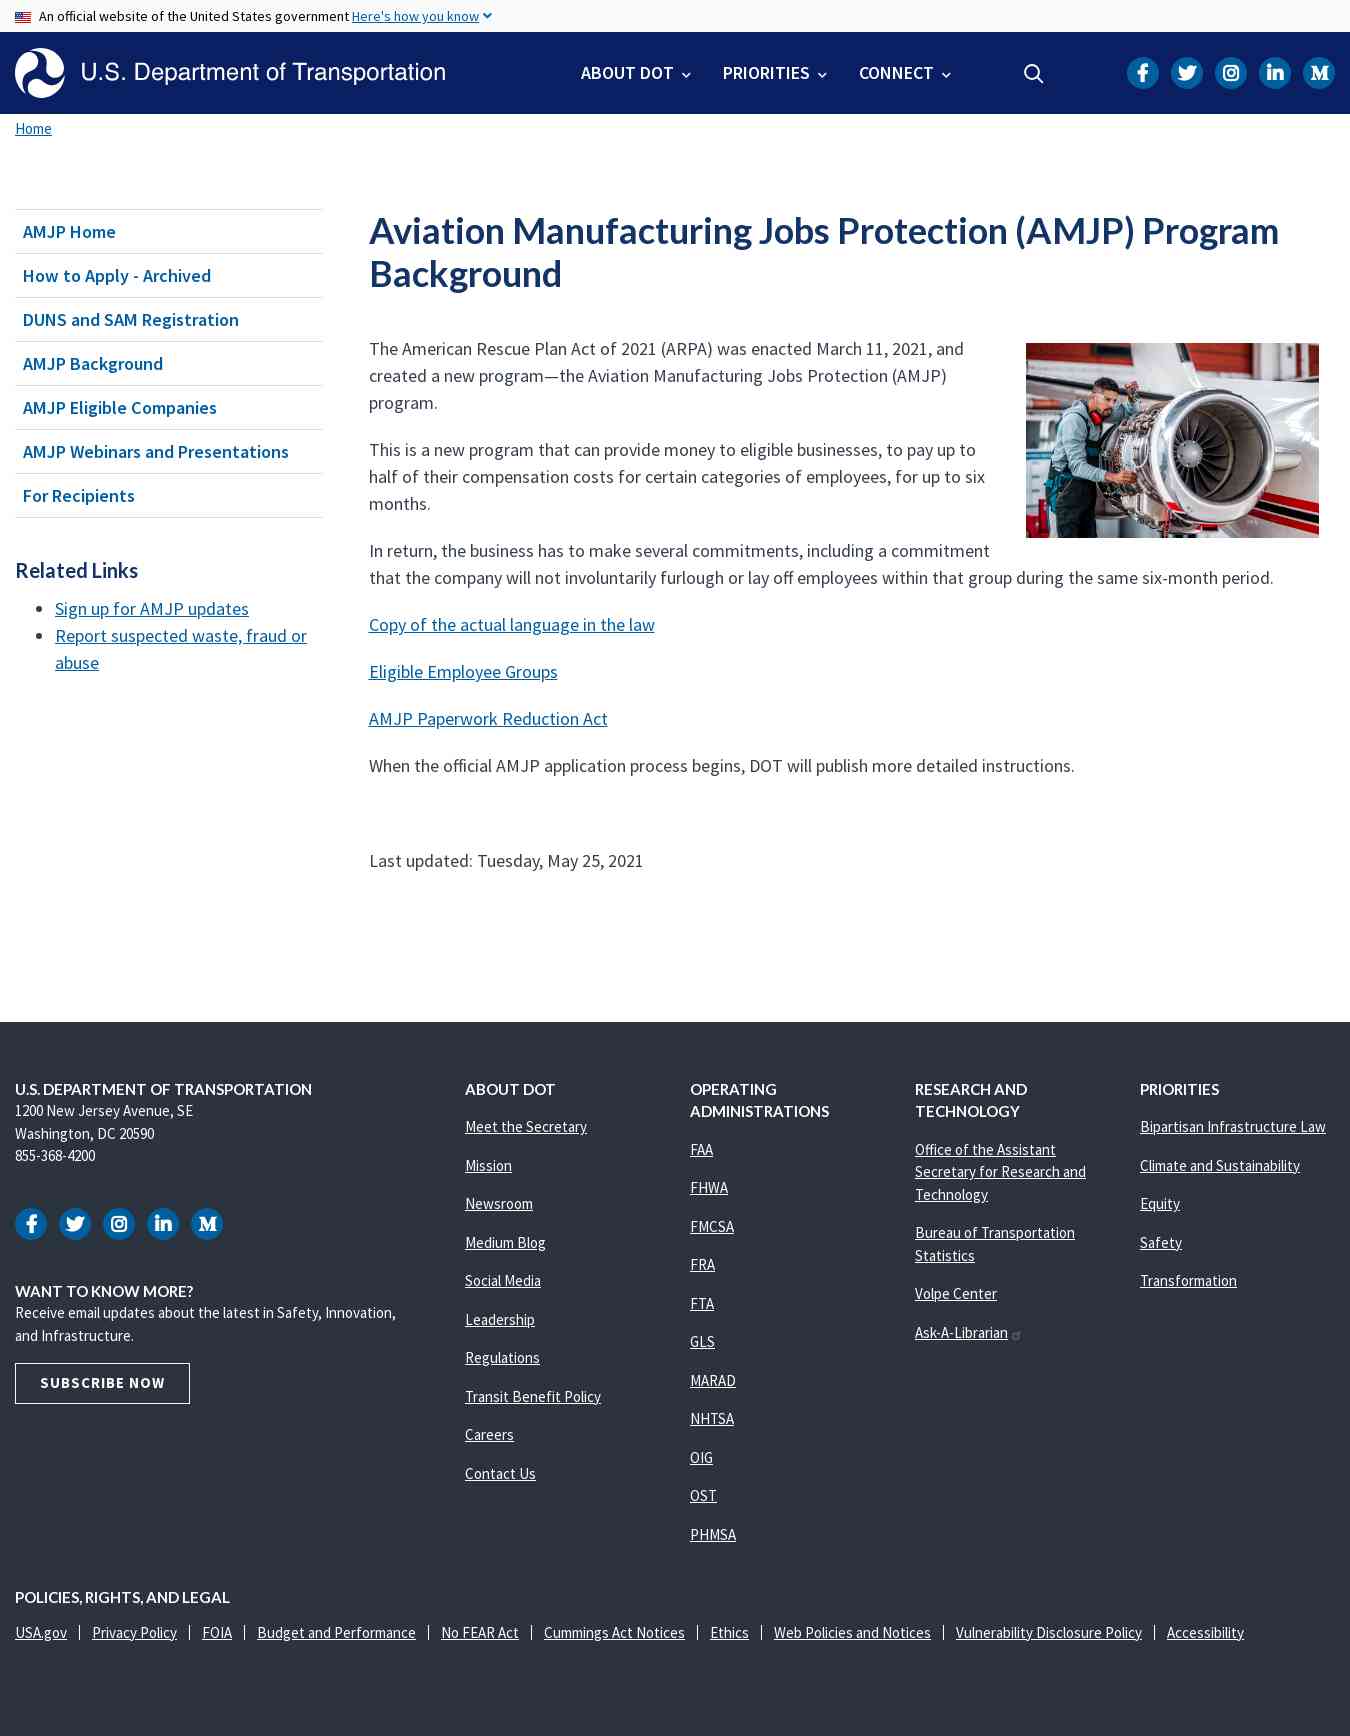 An official website of the United States government Here's how you know
U.S. Department of Transportation
ABOUT DOT
PRIORITIES
CONNECT
Home
AMJP Home
How to Apply - Archived
DUNS and SAM Registration
AMJP Background
AMJP Eligible Companies
AMJP Webinars and Presentations
For Recipients
Related Links
Sign up for AMJP updates
Report suspected waste, fraud or
abuse
Aviation Manufacturing Jobs Protection (AMJP) Program
Background
The American Rescue Plan Act of 2021 (ARPA) was enacted March 11, 2021, and
created a new program—the Aviation Manufacturing Jobs Protection (AMJP)
program.
This is a new program that can provide money to eligible businesses, to pay up to
half of their compensation costs for certain categories of employees, for up to six
months.
In return, the business has to make several commitments, including a commitment
that the company will not involuntarily furlough or lay off employees within that group during the same six-month period.
Copy of the actual language in the law
Eligible Employee Groups
AMJP Paperwork Reduction Act
When the official AMJP application process begins, DOT will publish more detailed instructions.
Last updated: Tuesday, May 25, 2021
U.S. DEPARTMENT OF TRANSPORTATION
1200 New Jersey Avenue, SE
Washington, DC 20590
855-368-4200
WANT TO KNOW MORE?
Receive email updates about the latest in Safety, Innovation,
and Infrastructure.
SUBSCRIBE NOW
ABOUT DOT
Meet the Secretary
Mission
Newsroom
Medium Blog
Social Media
Leadership
Regulations
Transit Benefit Policy
Careers
Contact Us
OPERATING
ADMINISTRATIONS
FAA
FHWA
FMCSA
FRA
FTA
GLS
MARAD
NHTSA
OIG
OST
PHMSA
RESEARCH AND
TECHNOLOGY
Office of the Assistant
Secretary for Research and
Technology
Bureau of Transportation
Statistics
Volpe Center
Ask-A-Librarian
PRIORITIES
Bipartisan Infrastructure Law
Climate and Sustainability
Equity
Safety
Transformation
POLICIES, RIGHTS, AND LEGAL
USA.gov
Privacy Policy
FOIA
Budget and Performance
No FEAR Act
Cummings Act Notices
Ethics
Web Policies and Notices
Vulnerability Disclosure Policy
Accessibility